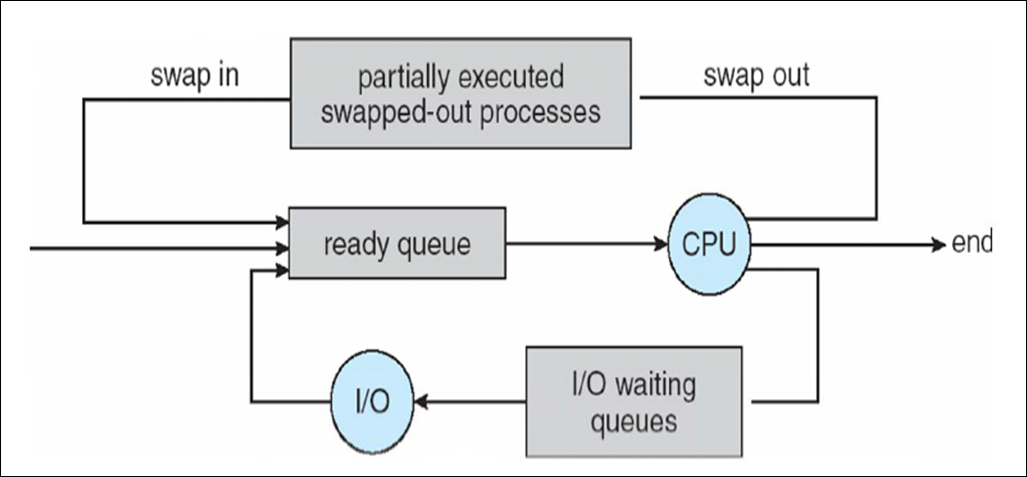 swap in
partially executed
swapped-out processes
swap out
ready queue
CPU
end
I/O
I/O waiting
queues